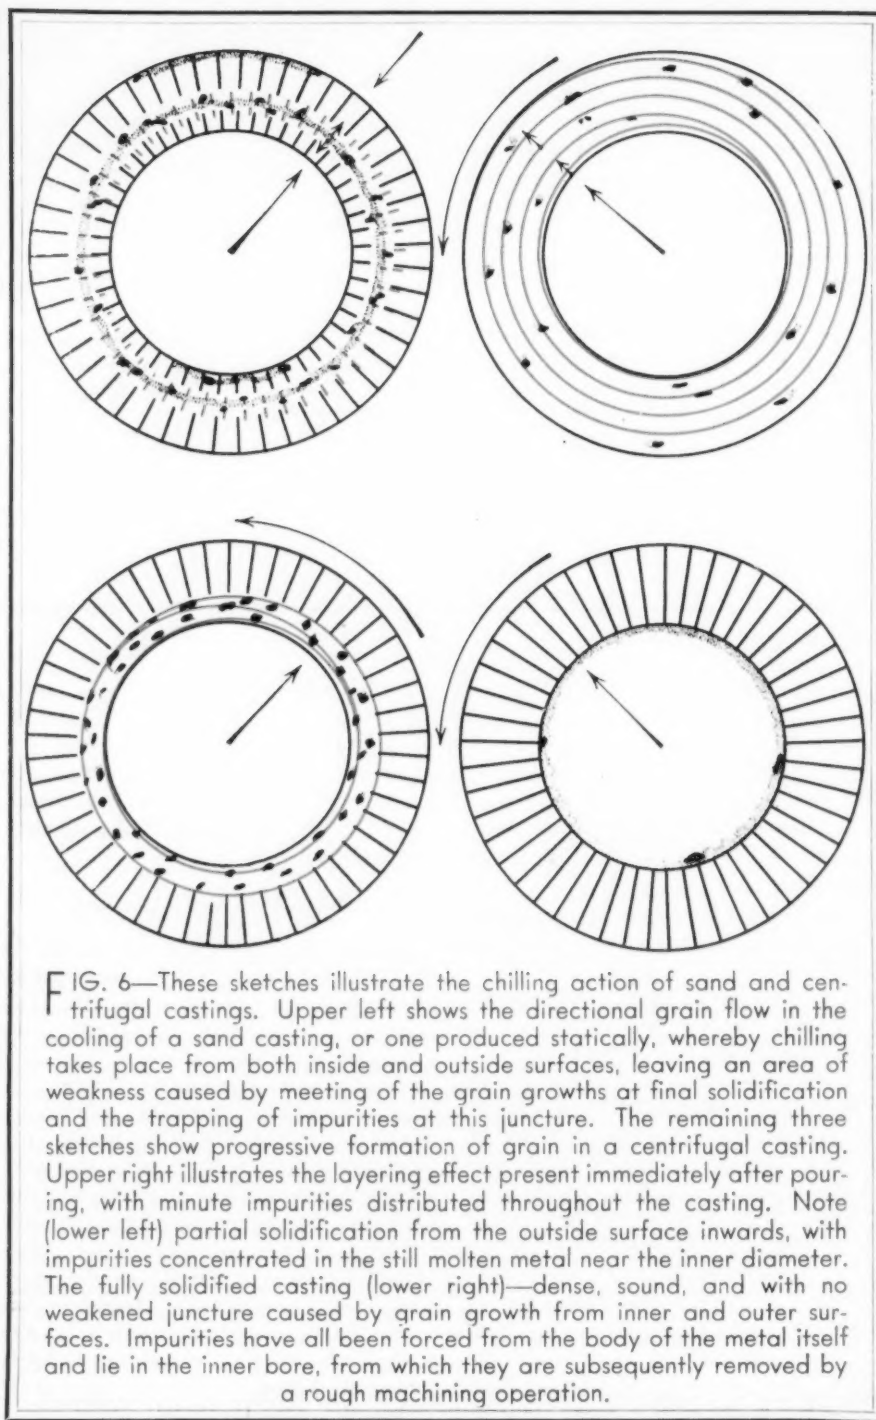 FIG. 6—These sketches illustrate the chilling action of sand and cen-
trifugal castings. Upper left shows the directional grain flow in the
cooling of a sand casting, or one produced statically, whereby chilling
takes place from both inside and outside surfaces, leaving an area of
weakness caused by meeting of the grain growths at final solidification
and the trapping of impurities at this juncture. The remaining three
sketches show progressive formation of grain in a centrifugal casting.
Upper right illustrates the layering effect present immediately after pour-
ing, with minute impurities distributed throughout the casting. Note
(lower left) partial solidification from the outside surface inwards, with
impurities concentrated in the still molten metal near the inner diameter.
The fully solidified casting (lower right)—dense, sound, and with no
weakened juncture caused by grain growth from inner and outer sur-
faces. Impurities have all been forced from the body of the metal itself
and lie in the inner bore, from which they are subsequently removed by
a rough machining operation.